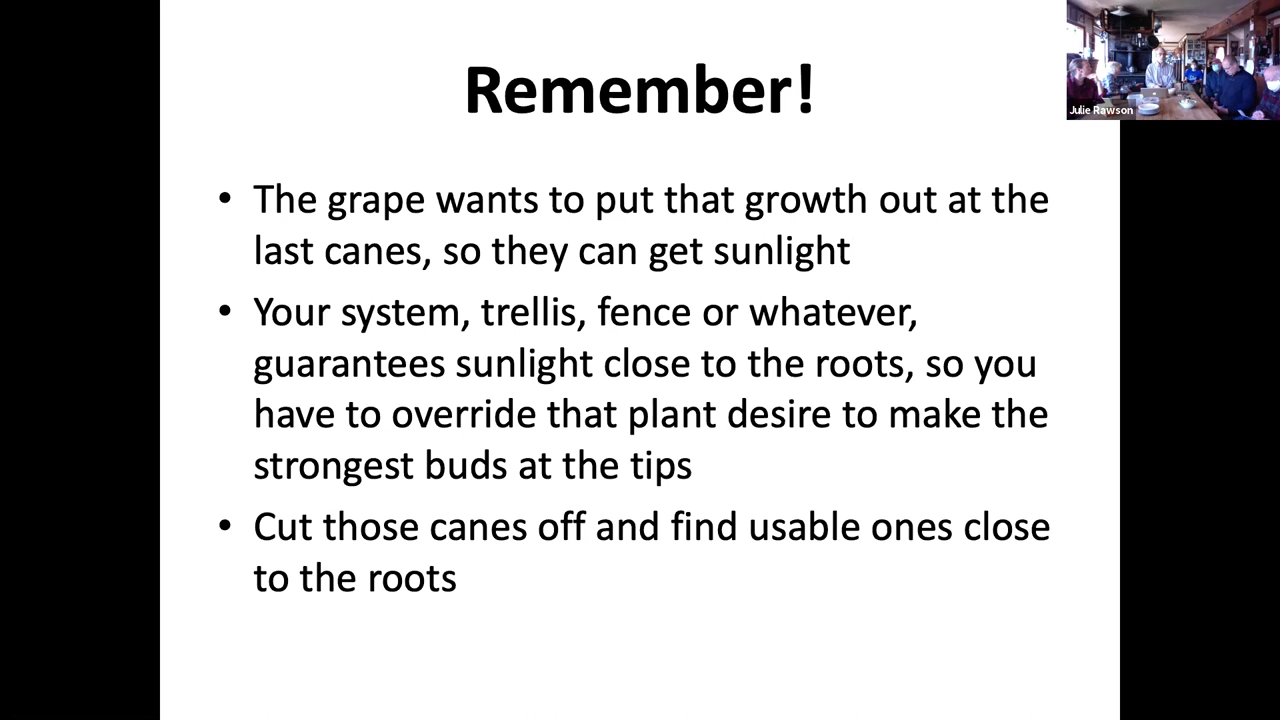 Remember!
Julie Rawson
• The grape wants to put that growth out at the
last canes, so they can get sunlight
• Your system, trellis, fence or whatever,
guarantees sunlight close to the roots, so you
have to override that plant desire to make the
strongest buds at the tips
• Cut those canes off and find usable ones close
to the roots